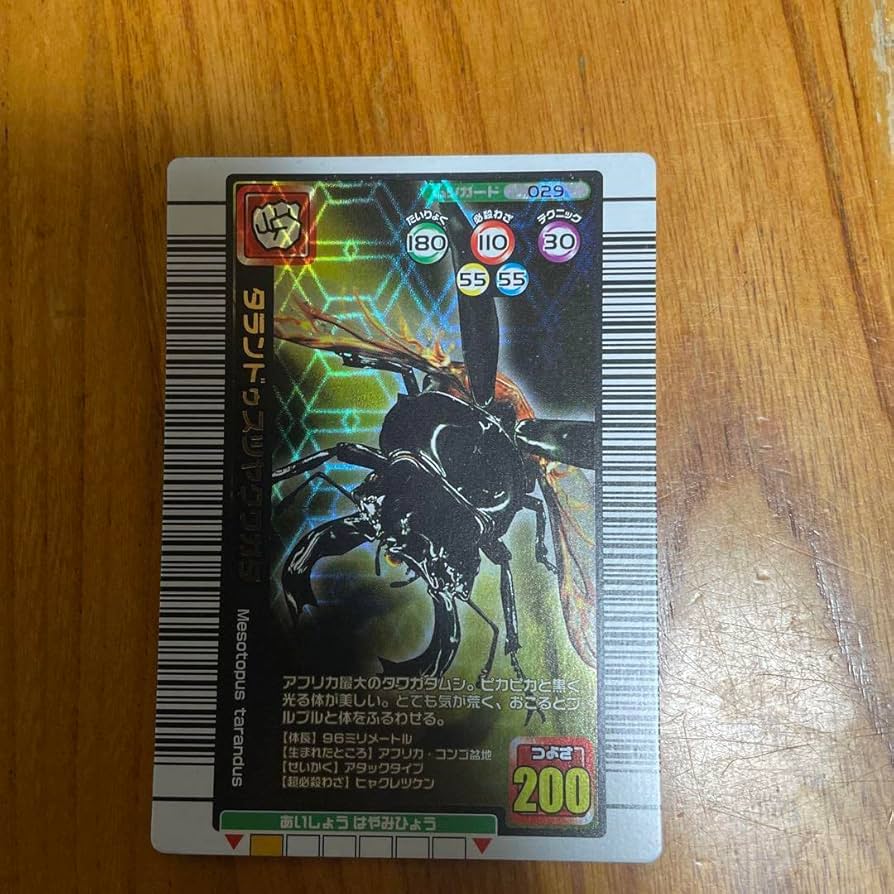 ムシカード 029
たいりょく 必殺わざ テクニック
180 110 30
55 55
タランドゥスツヤクワガタ
Mesotopus tarandus
アフリカ最大のクワガタムシ。ピカピカと黒く
光る体が美しい。とても気が荒く、おこるとブ
ルブルと体をふるわせる。
【体長】96ミリメートル
【生まれたところ】アフリカ・コンゴ盆地
【せいかく】アタックタイプ
【超必殺わざ】ヒャクレツケン
つよさ
200
あいしょう はやみひょう